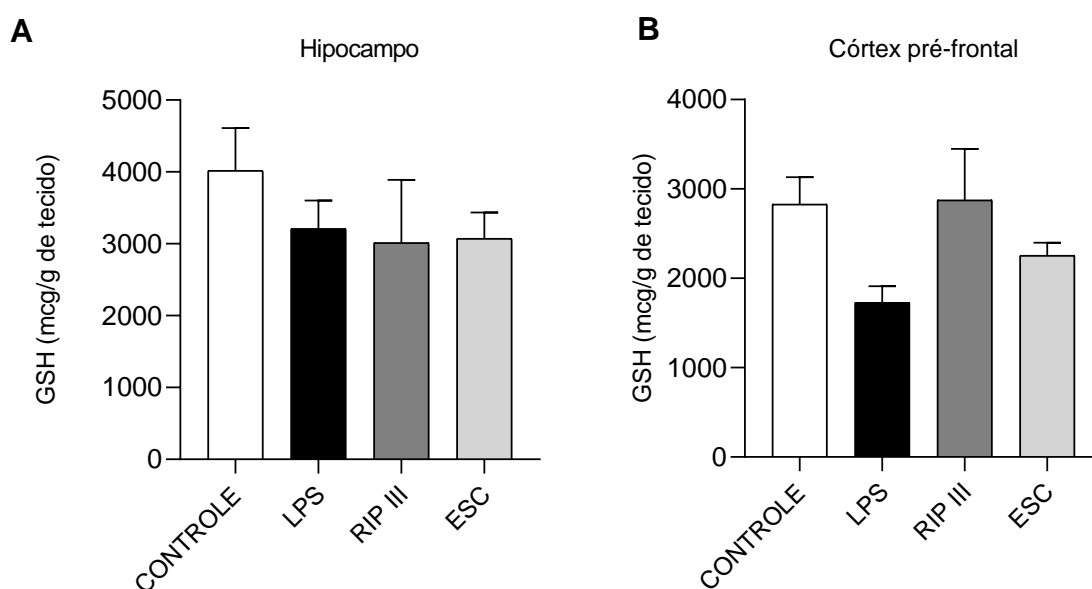 A
Hipocampo
GSH (mcg/g de tecido)
5000
4000
3000
2000
1000
0
CONTROLE
LPS
RIP III
ESC
B
Córtex pré-frontal
GSH (mcg/g de tecido)
4000
3000
2000
1000
0
CONTROLE
LPS
RIP III
ESC